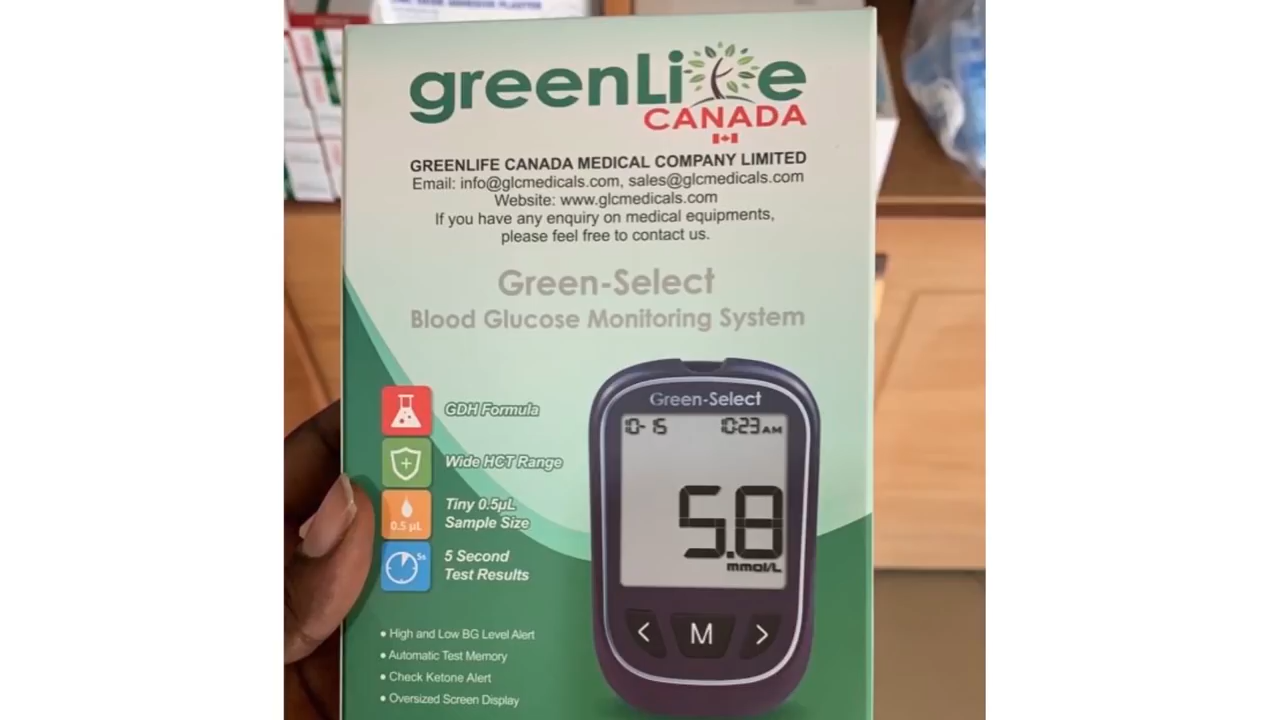 greenLife
CANADA
GREENLIFE CANADA MEDICAL COMPANY LIMITED
Email: info@glcmedicals.com, sales@glcmedicals.com
Website: www.glcmedicals.com
If you have any enquiry on medical equipments,
please feel free to contact us.
Green-Select
Blood Glucose Monitoring System
GDH Formula
Wide HCT Range
0.5 µL
Tiny 0.5µL
Sample Size
5s
5 Second
Test Results
• High and Low BG Level Alert
• Automatic Test Memory
• Check Ketone Alert
• Oversized Screen Display
Green-Select
10-15 10:23 AM
5.8
mmol/L
< M >